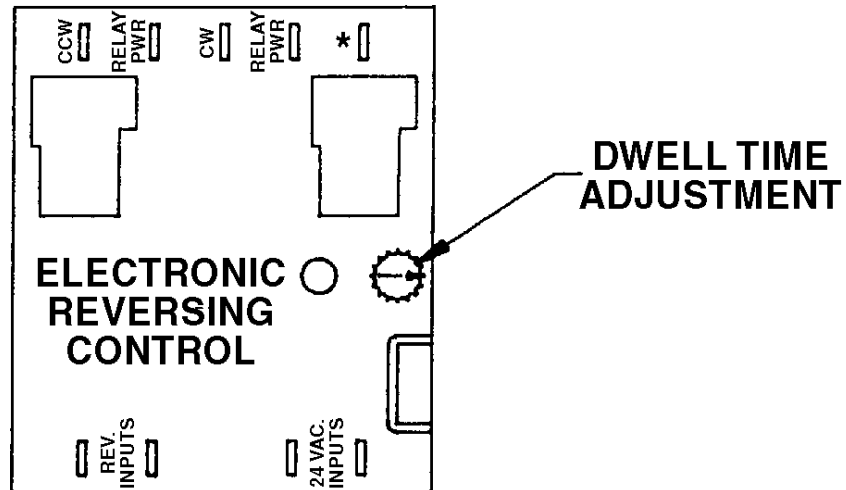 CCW
RELAY
PWR
CW
RELAY
PWR
*
DWELL TIME
ADJUSTMENT
ELECTRONIC
REVERSING
CONTROL
REV.
INPUTS
24 VAC.
INPUTS